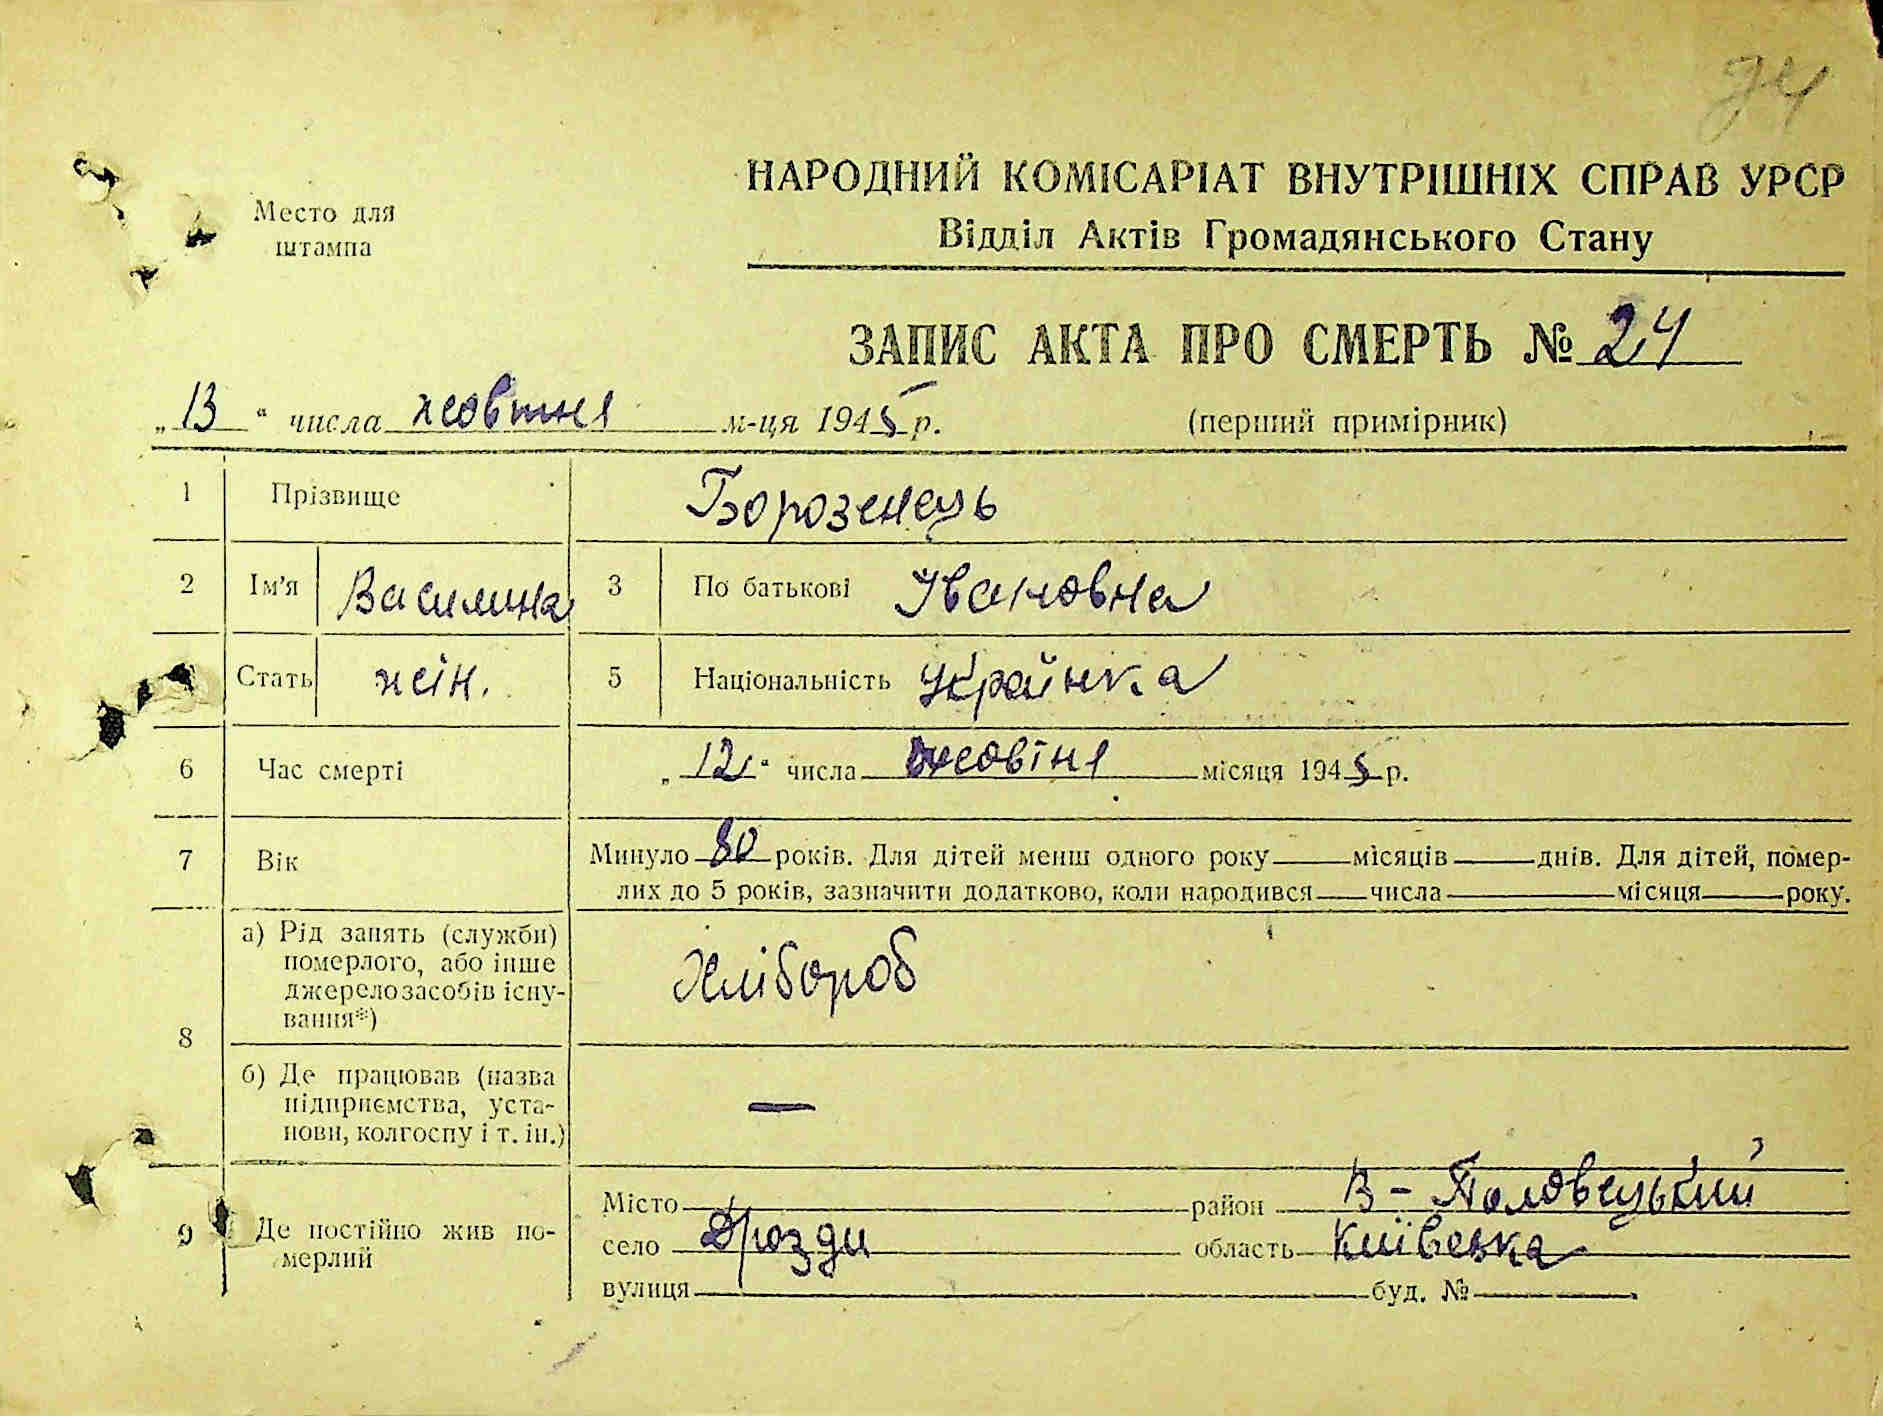 24
Место для
штампа
НАРОДНИЙ КОМІСАРІАТ ВНУТРІШНІХ СПРАВ УРСР
Відділ Актів Громадянського Стану
ЗАПИС АКТА ПРО СМЕРТЬ № 24
„13“ числа жовтня м-ця 1945 р. (перший примірник)
1 Прізвище Борозенець
2 Ім'я Василина 3 По батькові Івановна
4 Стать жін. 5 Національність Українка
6 Час смерті „12“ числа жовтня місяця 1945 р.
7 Вік Минуло 80 років. Для дітей менш одного року місяців днів. Для дітей, помер-
лих до 5 років, зазначити додатково, коли народився числа місяця року.
8 а) Рід занять (служби)
померлого, або інше
джерело засобів існу-
вання*)
Хлібороб
б) Де працював (назва
підприємства, уста-
нови, колгоспу і т. ін.)
—
9 Де постійно жив по-
мерлий
Місто район В-Половецький
село Дрозди область Київська
вулиця буд. №